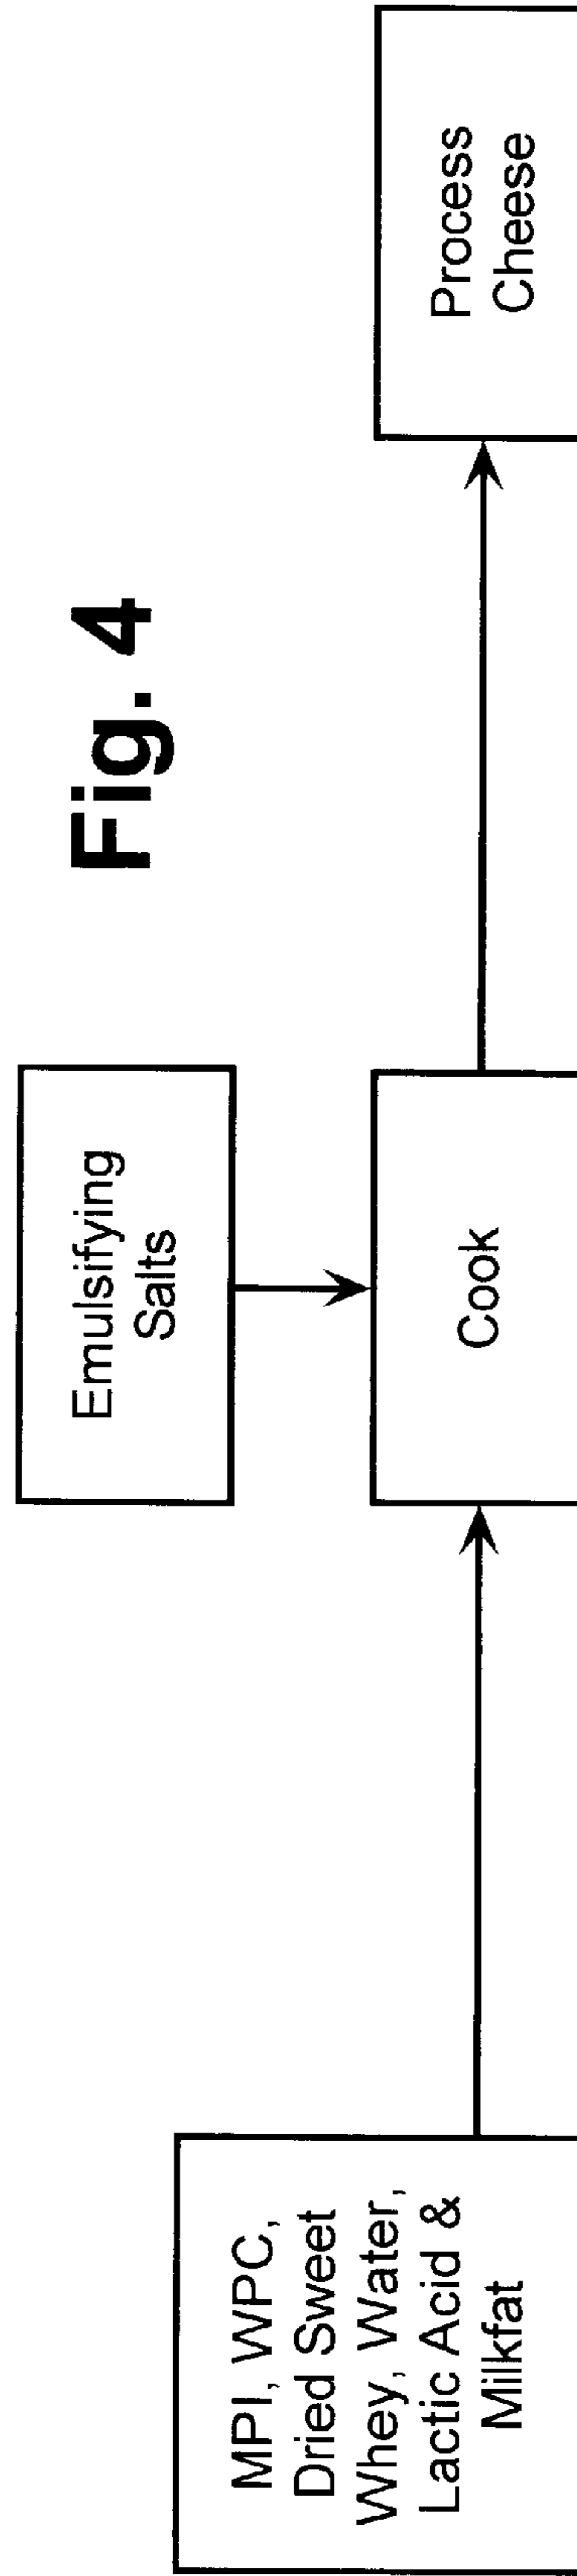 Fig. 4
Emulsifying
Salts
MPI, WPC,
Dried Sweet
Whey, Water,
Lactic Acid &
Milkfat
Cook
Process
Cheese